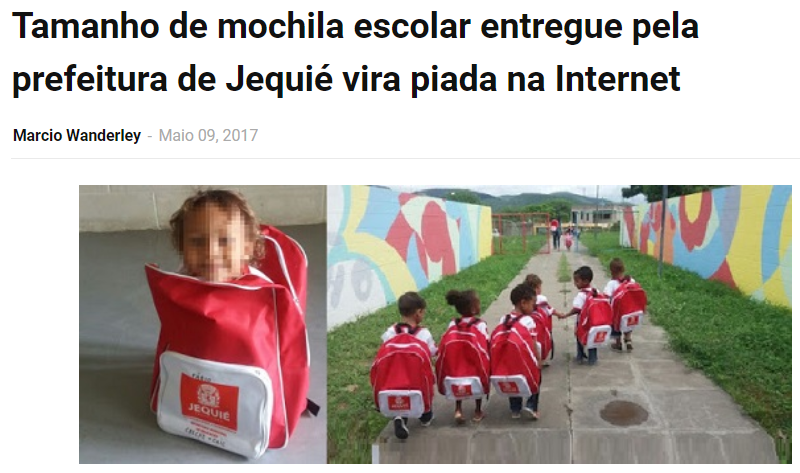 Tamanho de mochila escolar entregue pela
prefeitura de Jequié vira piada na Internet
Marcio Wanderley - Maio 09, 2017
JEQUIÉ